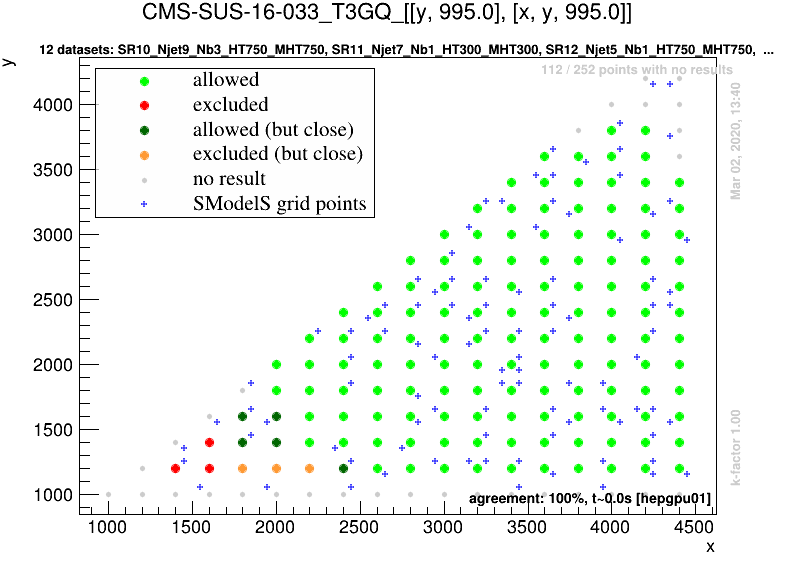 CMS-SUS-16-033_T3GQ_[[y, 995.0], [x, y, 995.0]]
12 datasets: SR10_Njet9_Nb3_HT750_MHT750, SR11_Njet7_Nb1_HT300_MHT300, SR12_Njet5_Nb1_HT750_MHT750, ...
y
112 / 252 points with no results
allowed
excluded
allowed (but close)
excluded (but close)
no result
SModelS grid points
4000
3500
3000
2500
2000
1500
1000
Mar 02, 2020, 13:40
k-factor 1.00
agreement: 100%, t~0.0s [hepgpu01]
1000 1500 2000 2500 3000 3500 4000 4500
x